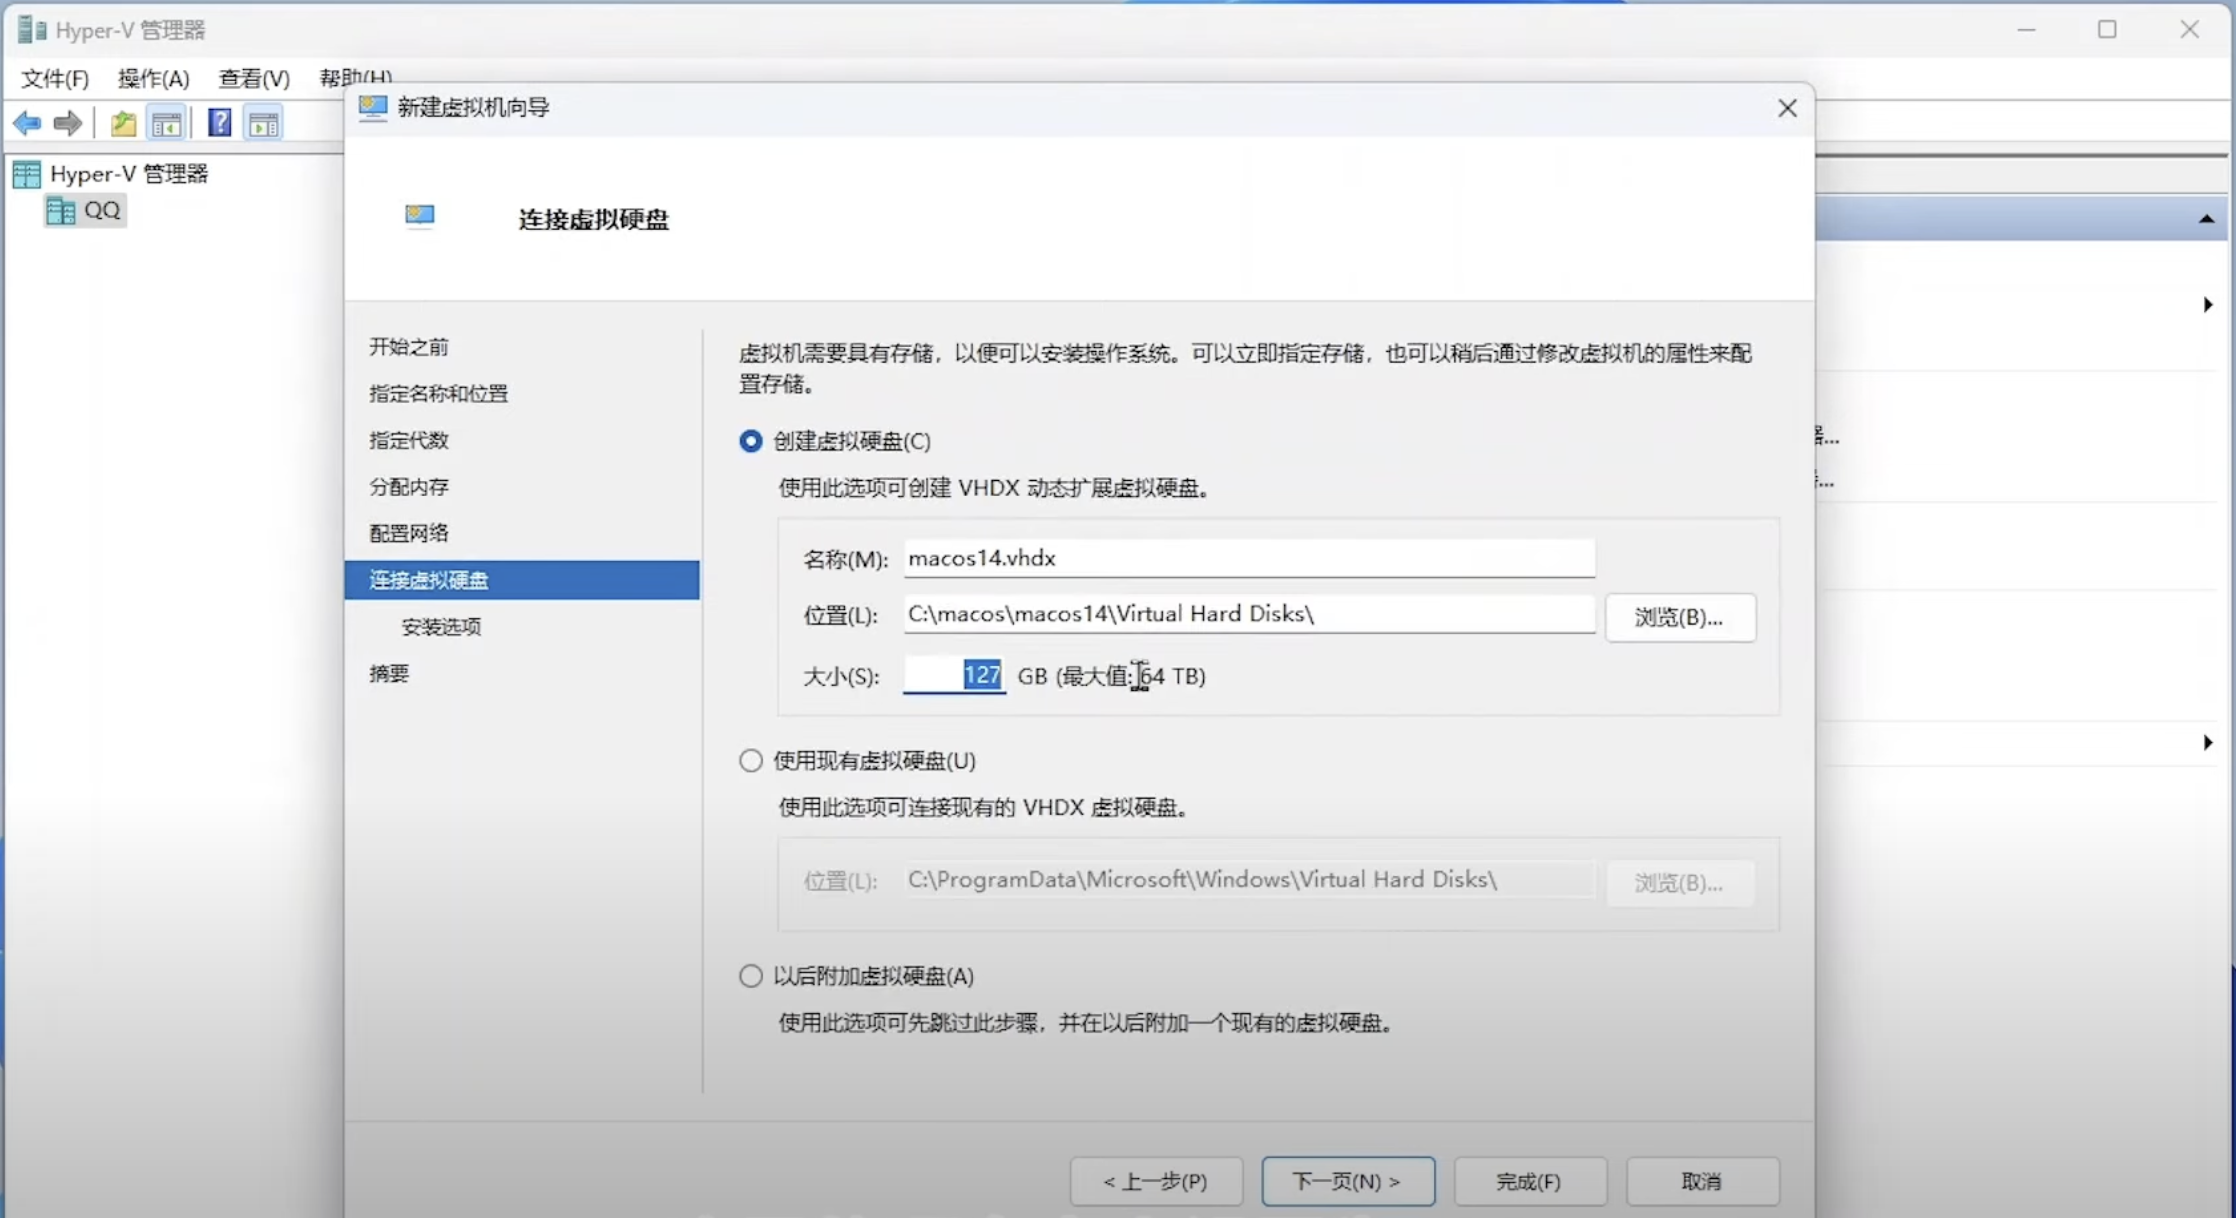 Hyper-V 管理器
文件(F) 操作(A) 查看(V) 帮助(H)
新建虚拟机向导
Hyper-V 管理器
QQ
连接虚拟硬盘
开始之前
指定名称和位置
指定代数
分配内存
配置网络
连接虚拟硬盘
安装选项
摘要
虚拟机需要具有存储，以便可以安装操作系统。可以立即指定存储，也可以稍后通过修改虚拟机的属性来配
置存储。
创建虚拟硬盘(C)
使用此选项可创建 VHDX 动态扩展虚拟硬盘。
名称(M): macos14.vhdx
位置(L): C:\macos\macos14\Virtual Hard Disks\ 浏览(B)...
大小(S): 127 GB (最大值: 64 TB)
使用现有虚拟硬盘(U)
使用此选项可连接现有的 VHDX 虚拟硬盘。
位置(L): C:\ProgramData\Microsoft\Windows\Virtual Hard Disks\ 浏览(B)...
以后附加虚拟硬盘(A)
使用此选项可先跳过此步骤，并在以后附加一个现有的虚拟硬盘。
< 上一步(P) 下一页(N) > 完成(F) 取消
器...
...